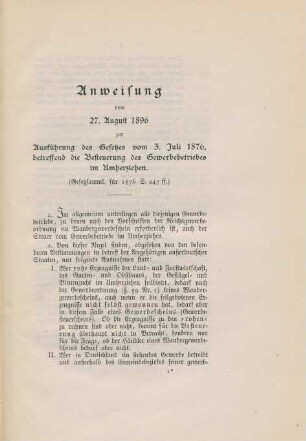 Anweisung
vom
27. August 1896
zur
Ausführung des Gesetzes vom 3. Juli 1876,
betreffend die Besteuerung des Gewerbebetriebes
im Umherziehen.
(Gesetzsamml. für 1876 S. 247 ff.)
1. Im allgemeinen unterliegen alle diejenigen Gewerbe-
betriebe, zu denen nach den Vorschriften der Reichsgewerbe-
ordnung ein Wandergewerbeschein erforderlich ist, auch der
Steuer vom Gewerbebetriebe im Umherziehen.
2. Von dieser Regel finden, abgesehen von den beson-
deren Bestimmungen in betreff der Angehörigen außerdeutscher
Staaten, nur folgende Ausnahmen statt:
I. Wer rohe Erzeugnisse der Land- und Forstwirtschaft,
des Garten- und Obstbaues, der Geflügel- und
Bienenzucht im Umherziehen feilbietet, bedarf nach
der Gewerbeordnung (§ 59 Nr. 1) keines Wander-
gewerbescheins, auch wenn er die feilgebotenen Erzeug-
nisse nicht selbst gewonnen hat, bedarf aber also
in diesem Falle eines Gewerbescheins (Gewerbe-
steuerscheins). Ob die Erzeugnisse zu den rohen
zu rechnen sind oder nicht, kommt für die Besteue-
rung überhaupt nicht in Betracht, sondern nur
für die Frage, ob der Händler eines Wandergewerbe-
scheins bedarf oder nicht.
II. Wer in Deutschland ein stehendes Gewerbe betreibt
und außerhalb des Gemeindebezirkes seiner gewerb-
1*